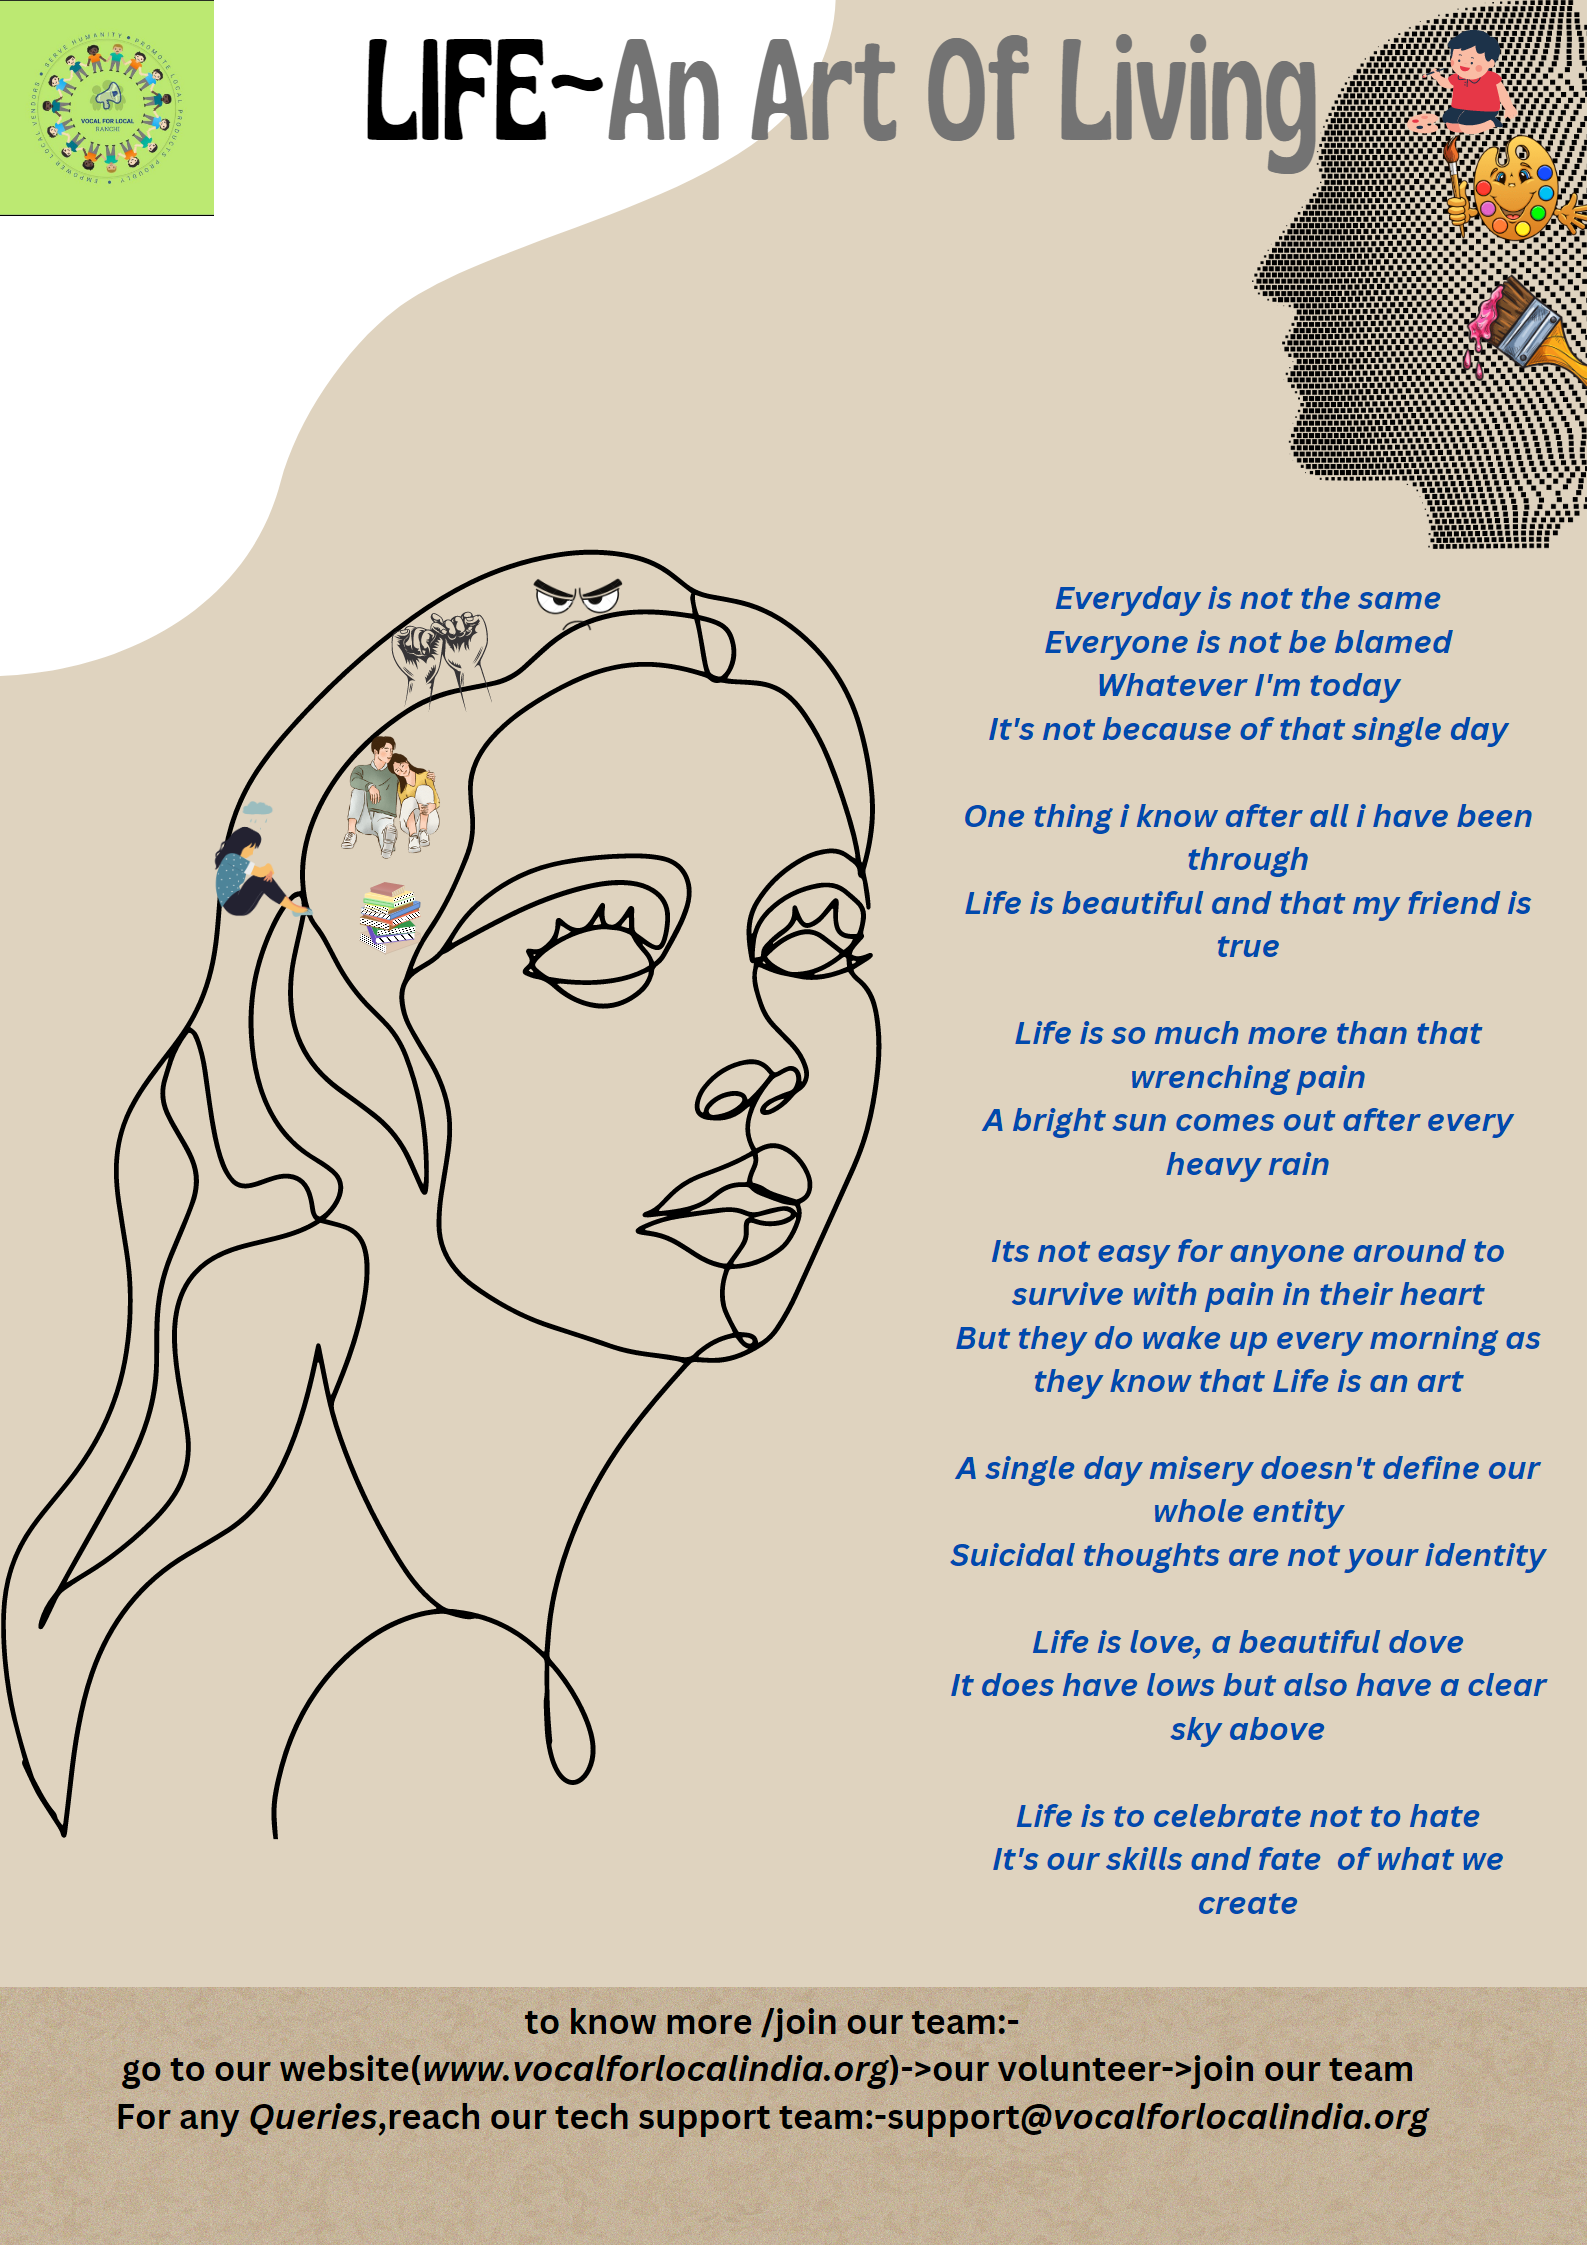 SERVE HUMANITY • PROMOTE LOCAL PRODUCTS PROUDLY • EMPOWER LOCAL VENDORS •
VOCAL FOR LOCAL
RANCHI
LIFE~An Art Of Living
Everyday is not the same
Everyone is not be blamed
Whatever I'm today
It's not because of that single day
One thing i know after all i have been
through
Life is beautiful and that my friend is
true
Life is so much more than that
wrenching pain
A bright sun comes out after every
heavy rain
Its not easy for anyone around to
survive with pain in their heart
But they do wake up every morning as
they know that Life is an art
A single day misery doesn't define our
whole entity
Suicidal thoughts are not your identity
Life is love, a beautiful dove
It does have lows but also have a clear
sky above
Life is to celebrate not to hate
It's our skills and fate  of what we
create
to know more /join our team:-
go to our website(www.vocalforlocalindia.org)->our volunteer->join our team
For any Queries,reach our tech support team:-support@vocalforlocalindia.org